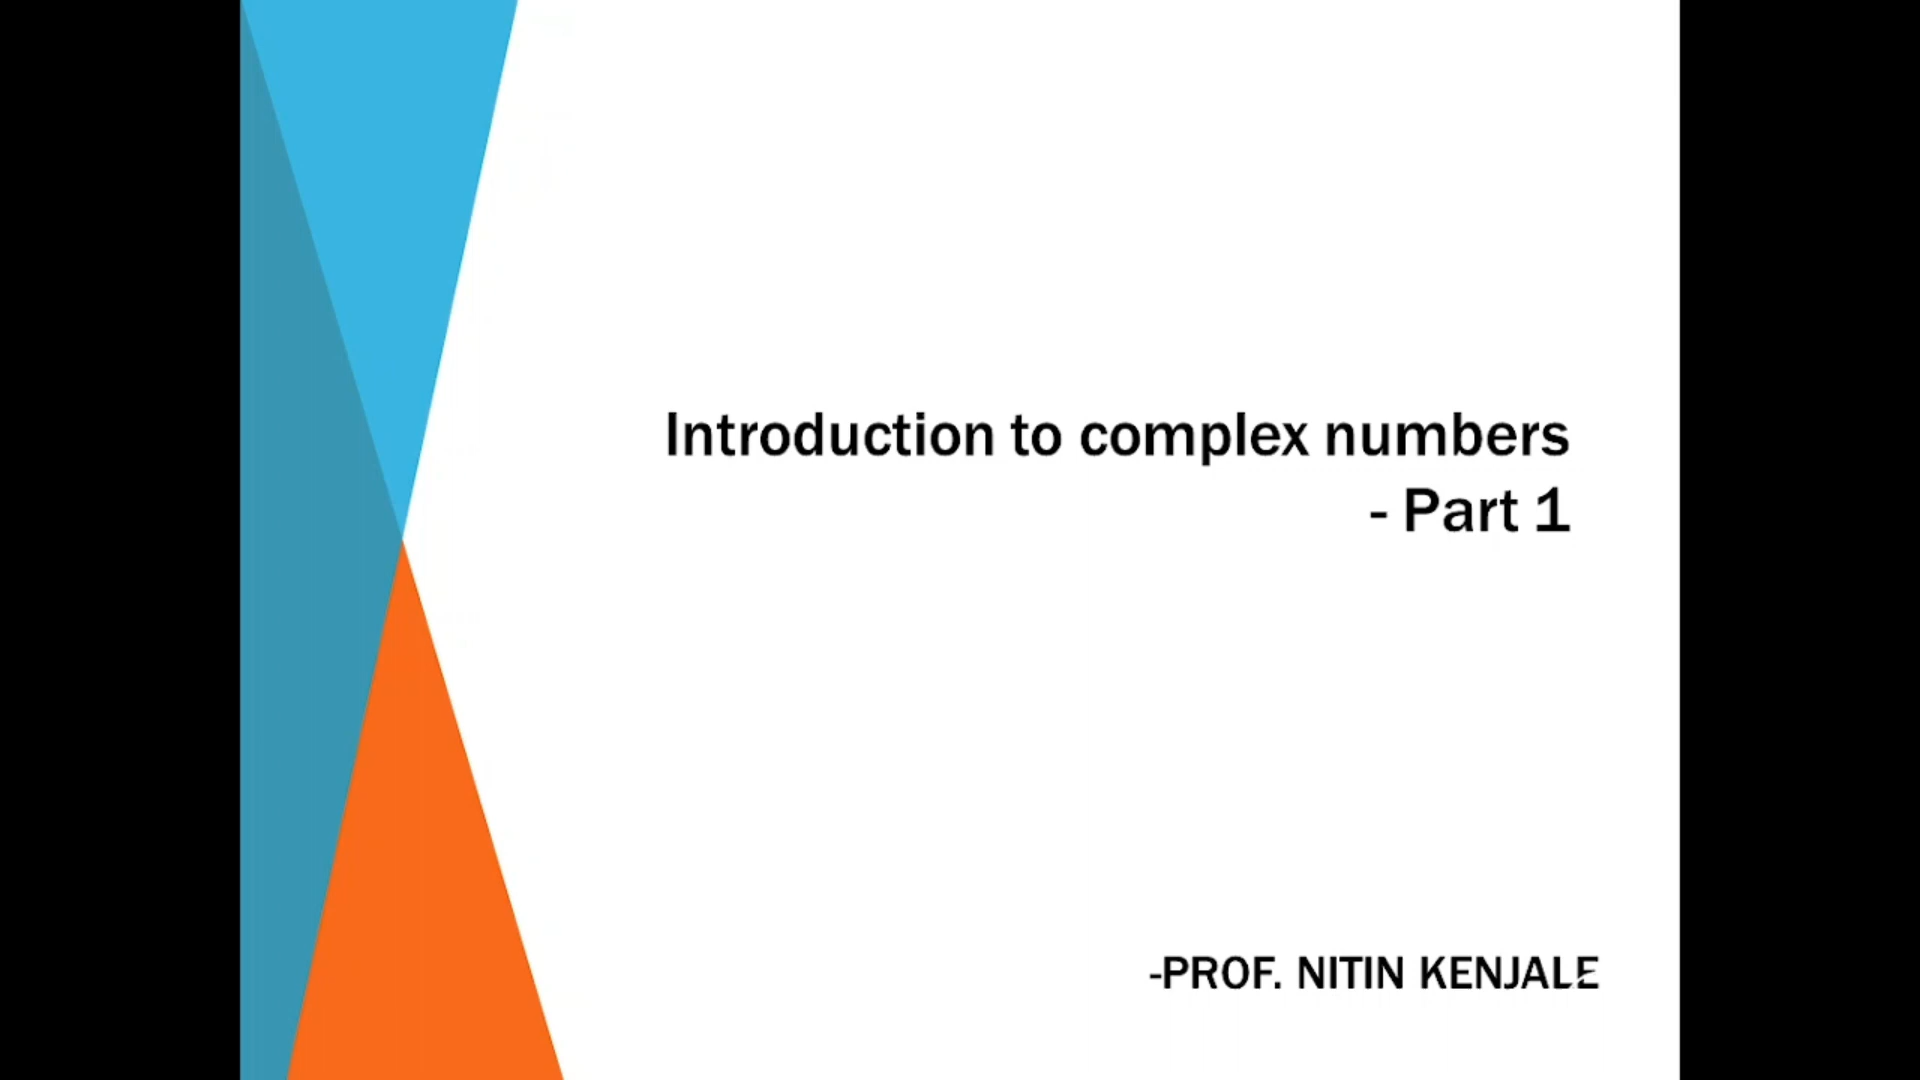 Introduction to complex numbers
- Part 1
-PROF. NITIN KENJALE